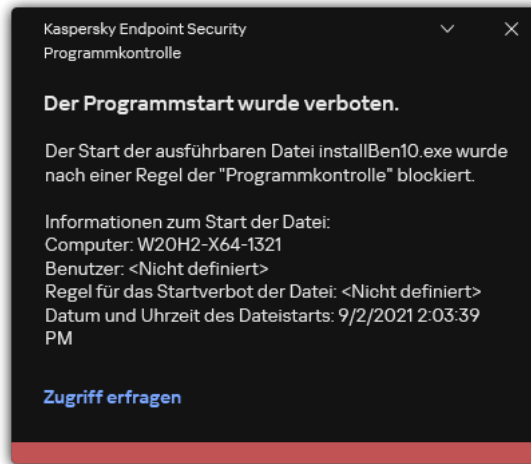 Kaspersky Endpoint Security
Programmkontrolle
Der Programmstart wurde verboten.
Der Start der ausführbaren Datei installBen10.exe wurde
nach einer Regel der "Programmkontrolle" blockiert.
Informationen zum Start der Datei:
Computer: W20H2-X64-1321
Benutzer: <Nicht definiert>
Regel für das Startverbot der Datei: <Nicht definiert>
Datum und Uhrzeit des Dateistarts: 9/2/2021 2:03:39
PM
Zugriff erfragen